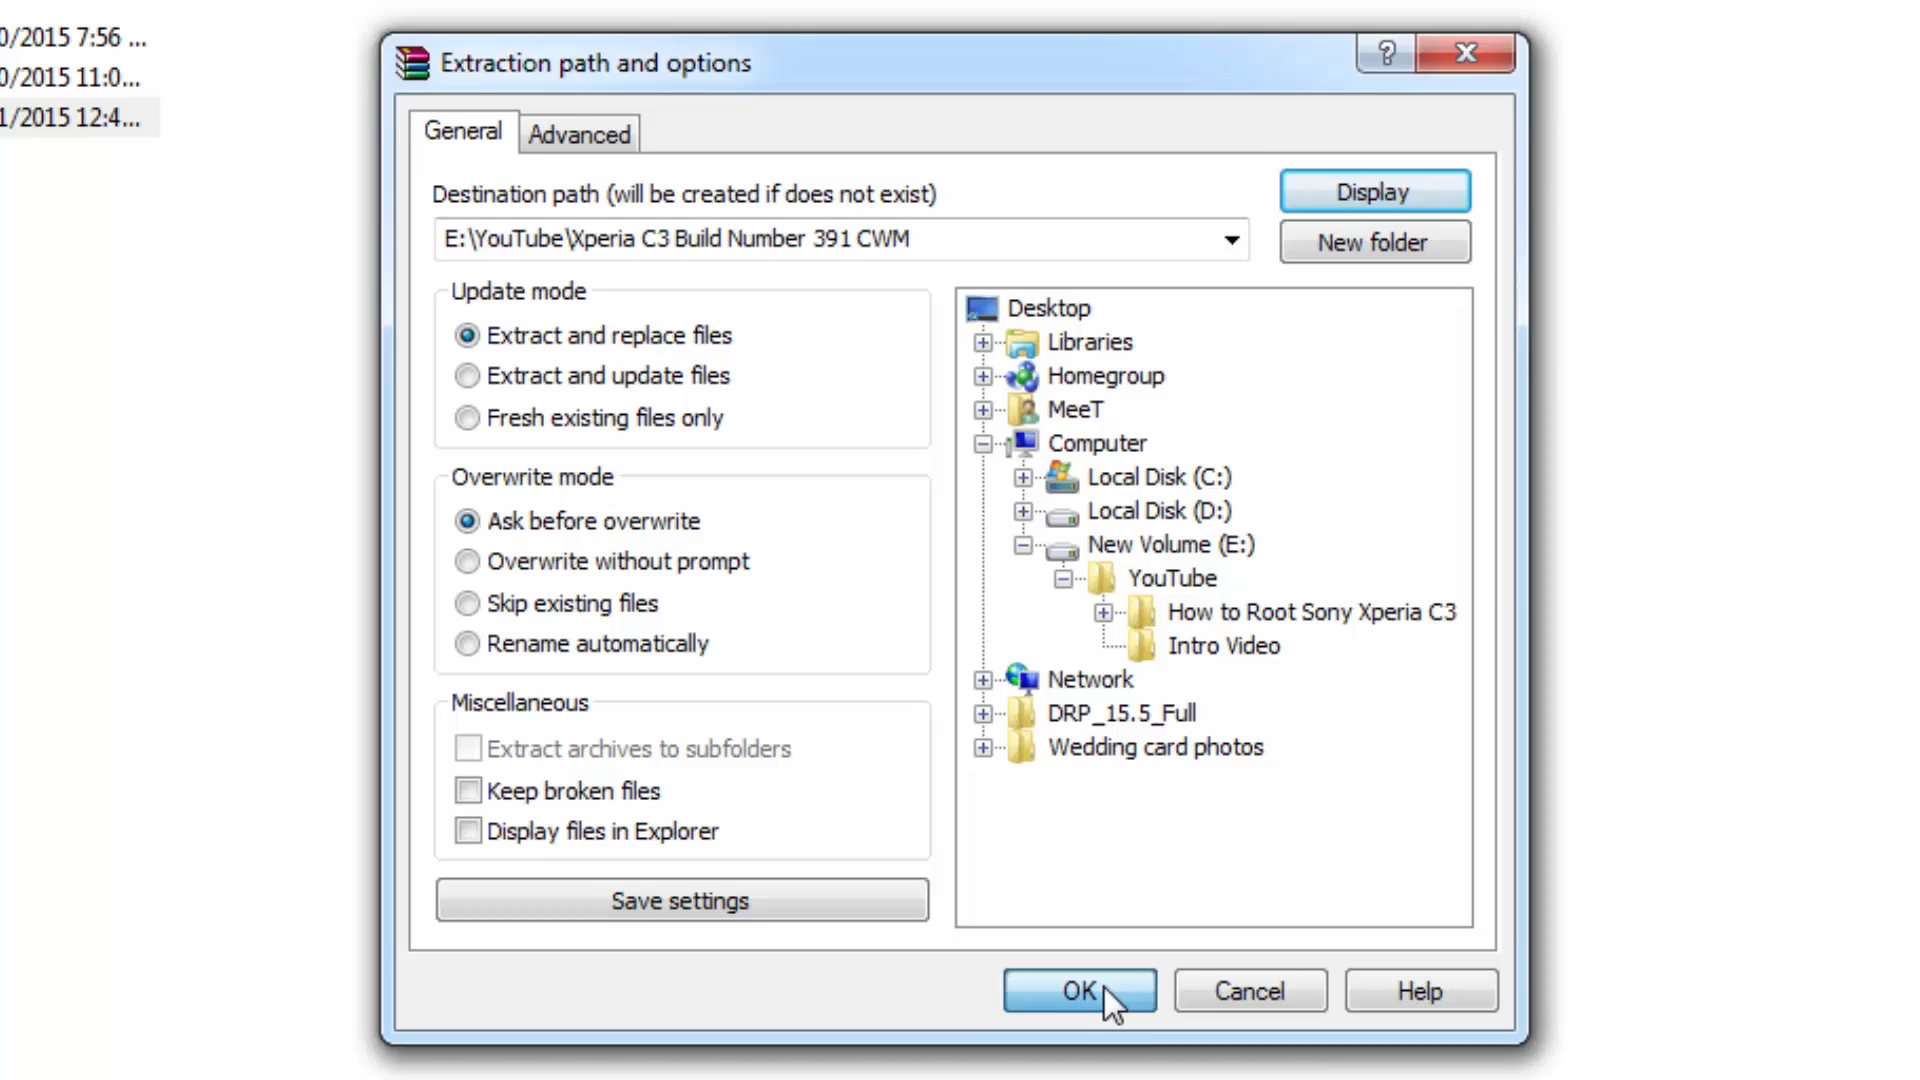 0/2015 7:56 ...
0/2015 11:0...
1/2015 12:4...
Extraction path and options
?
General
Advanced
Destination path (will be created if does not exist)
Display
E:\YouTube\Xperia C3 Build Number 391 CWM
New folder
Update mode
Extract and replace files
Extract and update files
Fresh existing files only
Overwrite mode
Ask before overwrite
Overwrite without prompt
Skip existing files
Rename automatically
Miscellaneous
Extract archives to subfolders
Keep broken files
Display files in Explorer
Save settings
Desktop
Libraries
Homegroup
MeeT
Computer
Local Disk (C:)
Local Disk (D:)
New Volume (E:)
YouTube
How to Root Sony Xperia C3
Intro Video
Network
DRP_15.5_Full
Wedding card photos
OK
Cancel
Help